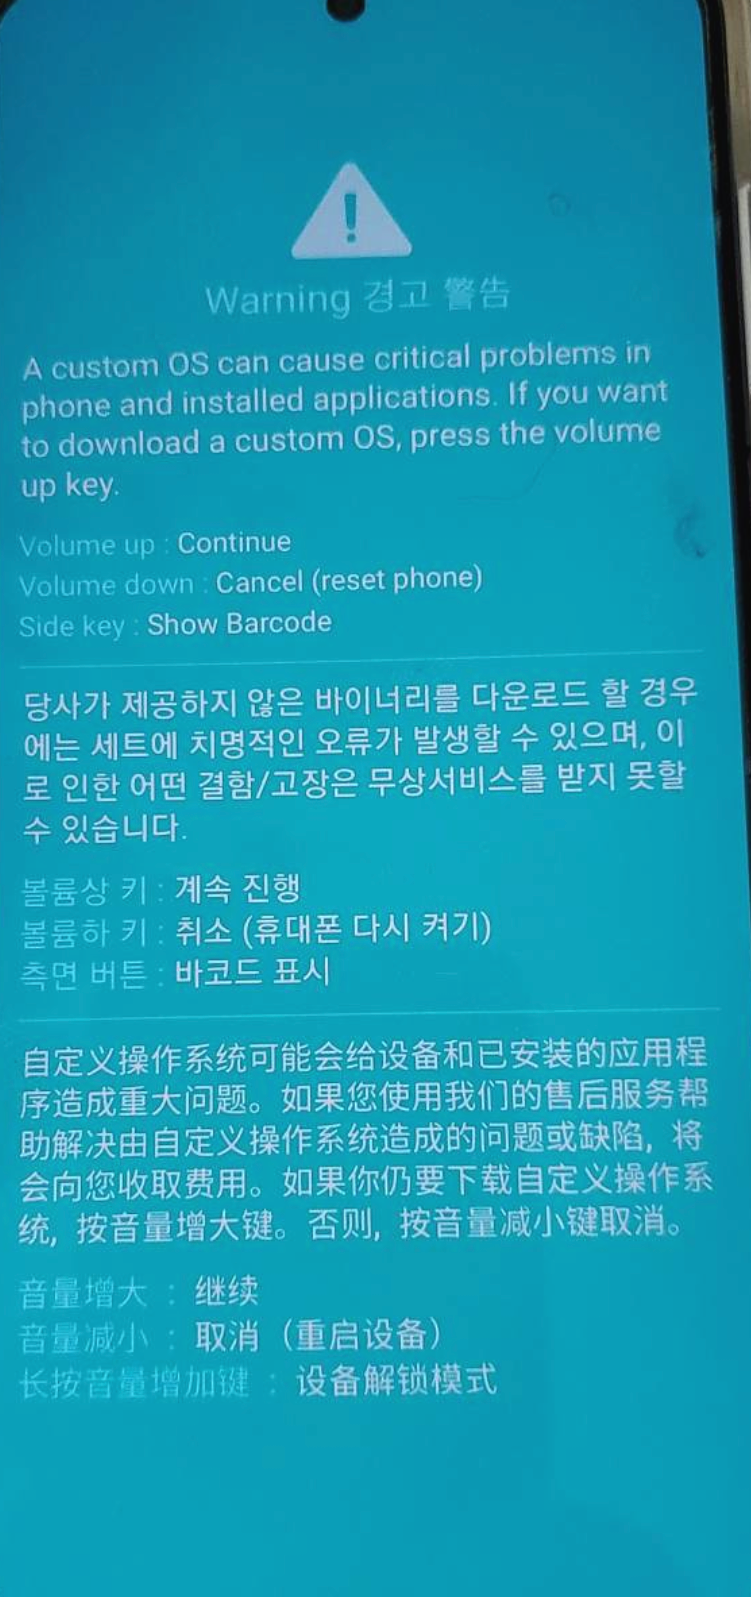 Warning 경고 警告
A custom OS can cause critical problems in
phone and installed applications. If you want
to download a custom OS, press the volume
up key.
Volume up : Continue
Volume down : Cancel (reset phone)
Side key : Show Barcode
당사가 제공하지 않은 바이너리를 다운로드 할 경우
에는 세트에 치명적인 오류가 발생할 수 있으며, 이
로 인한 어떤 결함/고장은 무상서비스를 받지 못할
수 있습니다.
볼륨상 키 : 계속 진행
볼륨하 키 : 취소 (휴대폰 다시 켜기)
측면 버튼 : 바코드 표시
自定义操作系统可能会给设备和已安装的应用程
序造成重大问题。如果您使用我们的售后服务帮
助解决由自定义操作系统造成的问题或缺陷, 将
会向您收取费用。如果你仍要下载自定义操作系
统, 按音量增大键。否则, 按音量减小键取消。
音量增大 : 继续
音量减小 : 取消（重启设备）
长按音量增加键 : 设备解锁模式